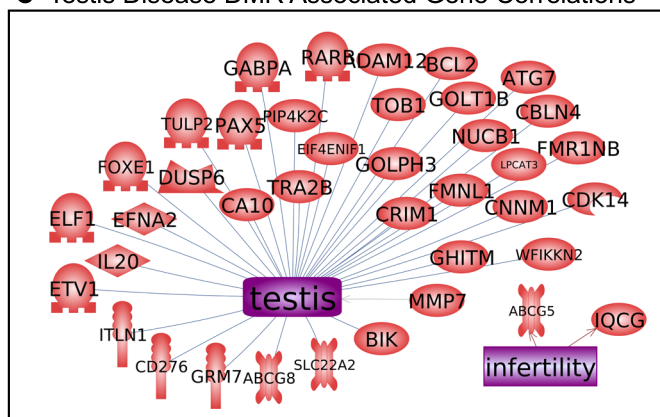 Testis Disease DMR Associated Gene Correlations
RARB
ADAM12
BCL2
GABPA
ATG7
TOB1
GOLT1B
CBLN4
TULP2
PAX5
PIP4K2C
NUCB1
EIF4ENIF1
FMR1NB
FOXE1
DUSP6
GOLPH3
LPCAT3
TRA2B
FMNL1
CDK14
CA10
CRIM1
CNNM1
ELF1
EFNA2
IL20
GHITM
WFIKKN2
ETV1
testis
MMP7
ABCG5
IQCG
ITLN1
BIK
CD276
GRM7
ABCG8
SLC22A2
infertility